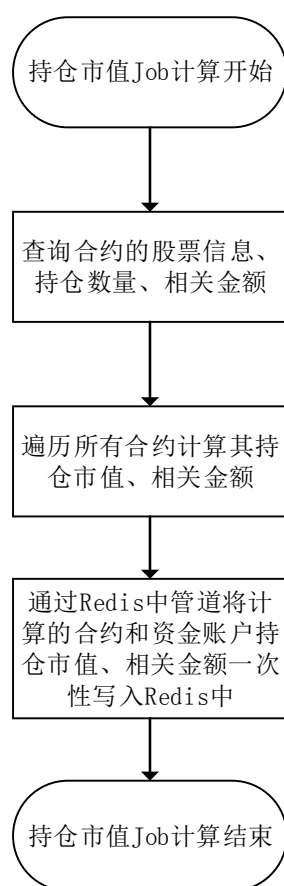 持仓市值Job计算开始
查询合约的股票信息、
持仓数量、相关金额
遍历所有合约计算其持
仓市值、相关金额
通过Redis中管道将计
算的合约和资金账户持
仓市值、相关金额一次
性写入Redis中
持仓市值Job计算结束